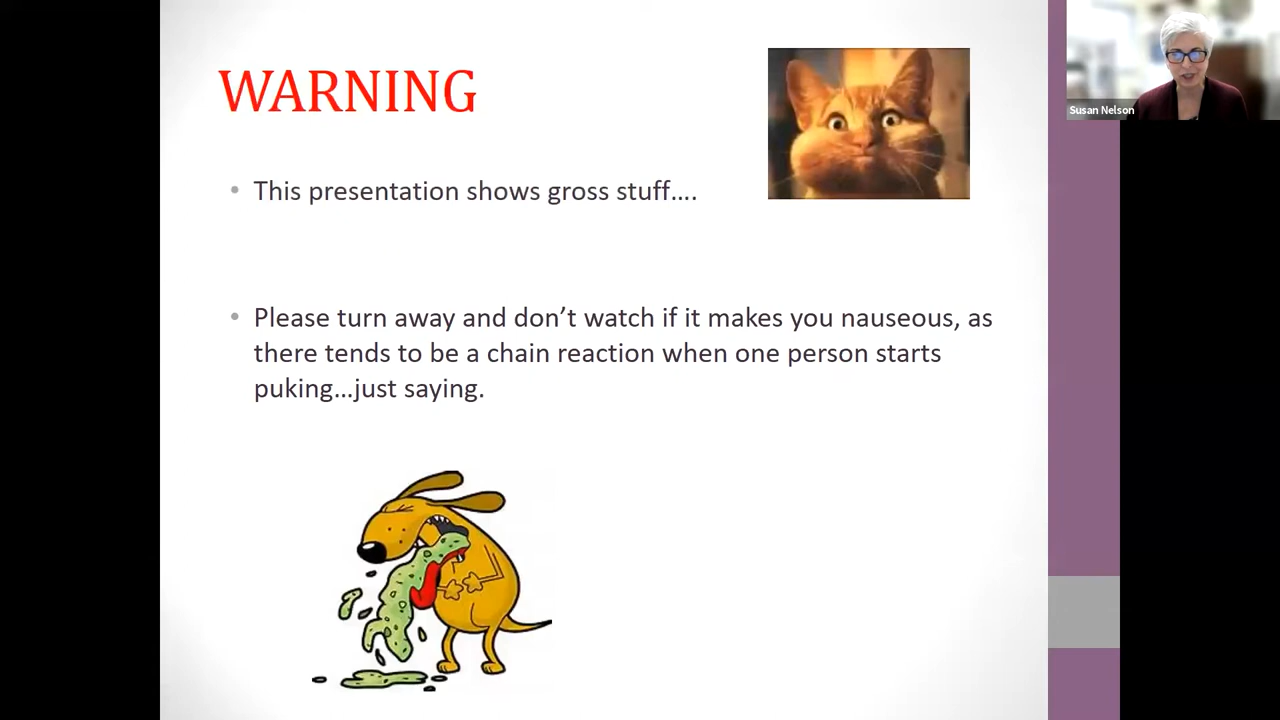 WARNING
Susan Nelson
This presentation shows gross stuff….
Please turn away and don’t watch if it makes you nauseous, as
there tends to be a chain reaction when one person starts
puking…just saying.